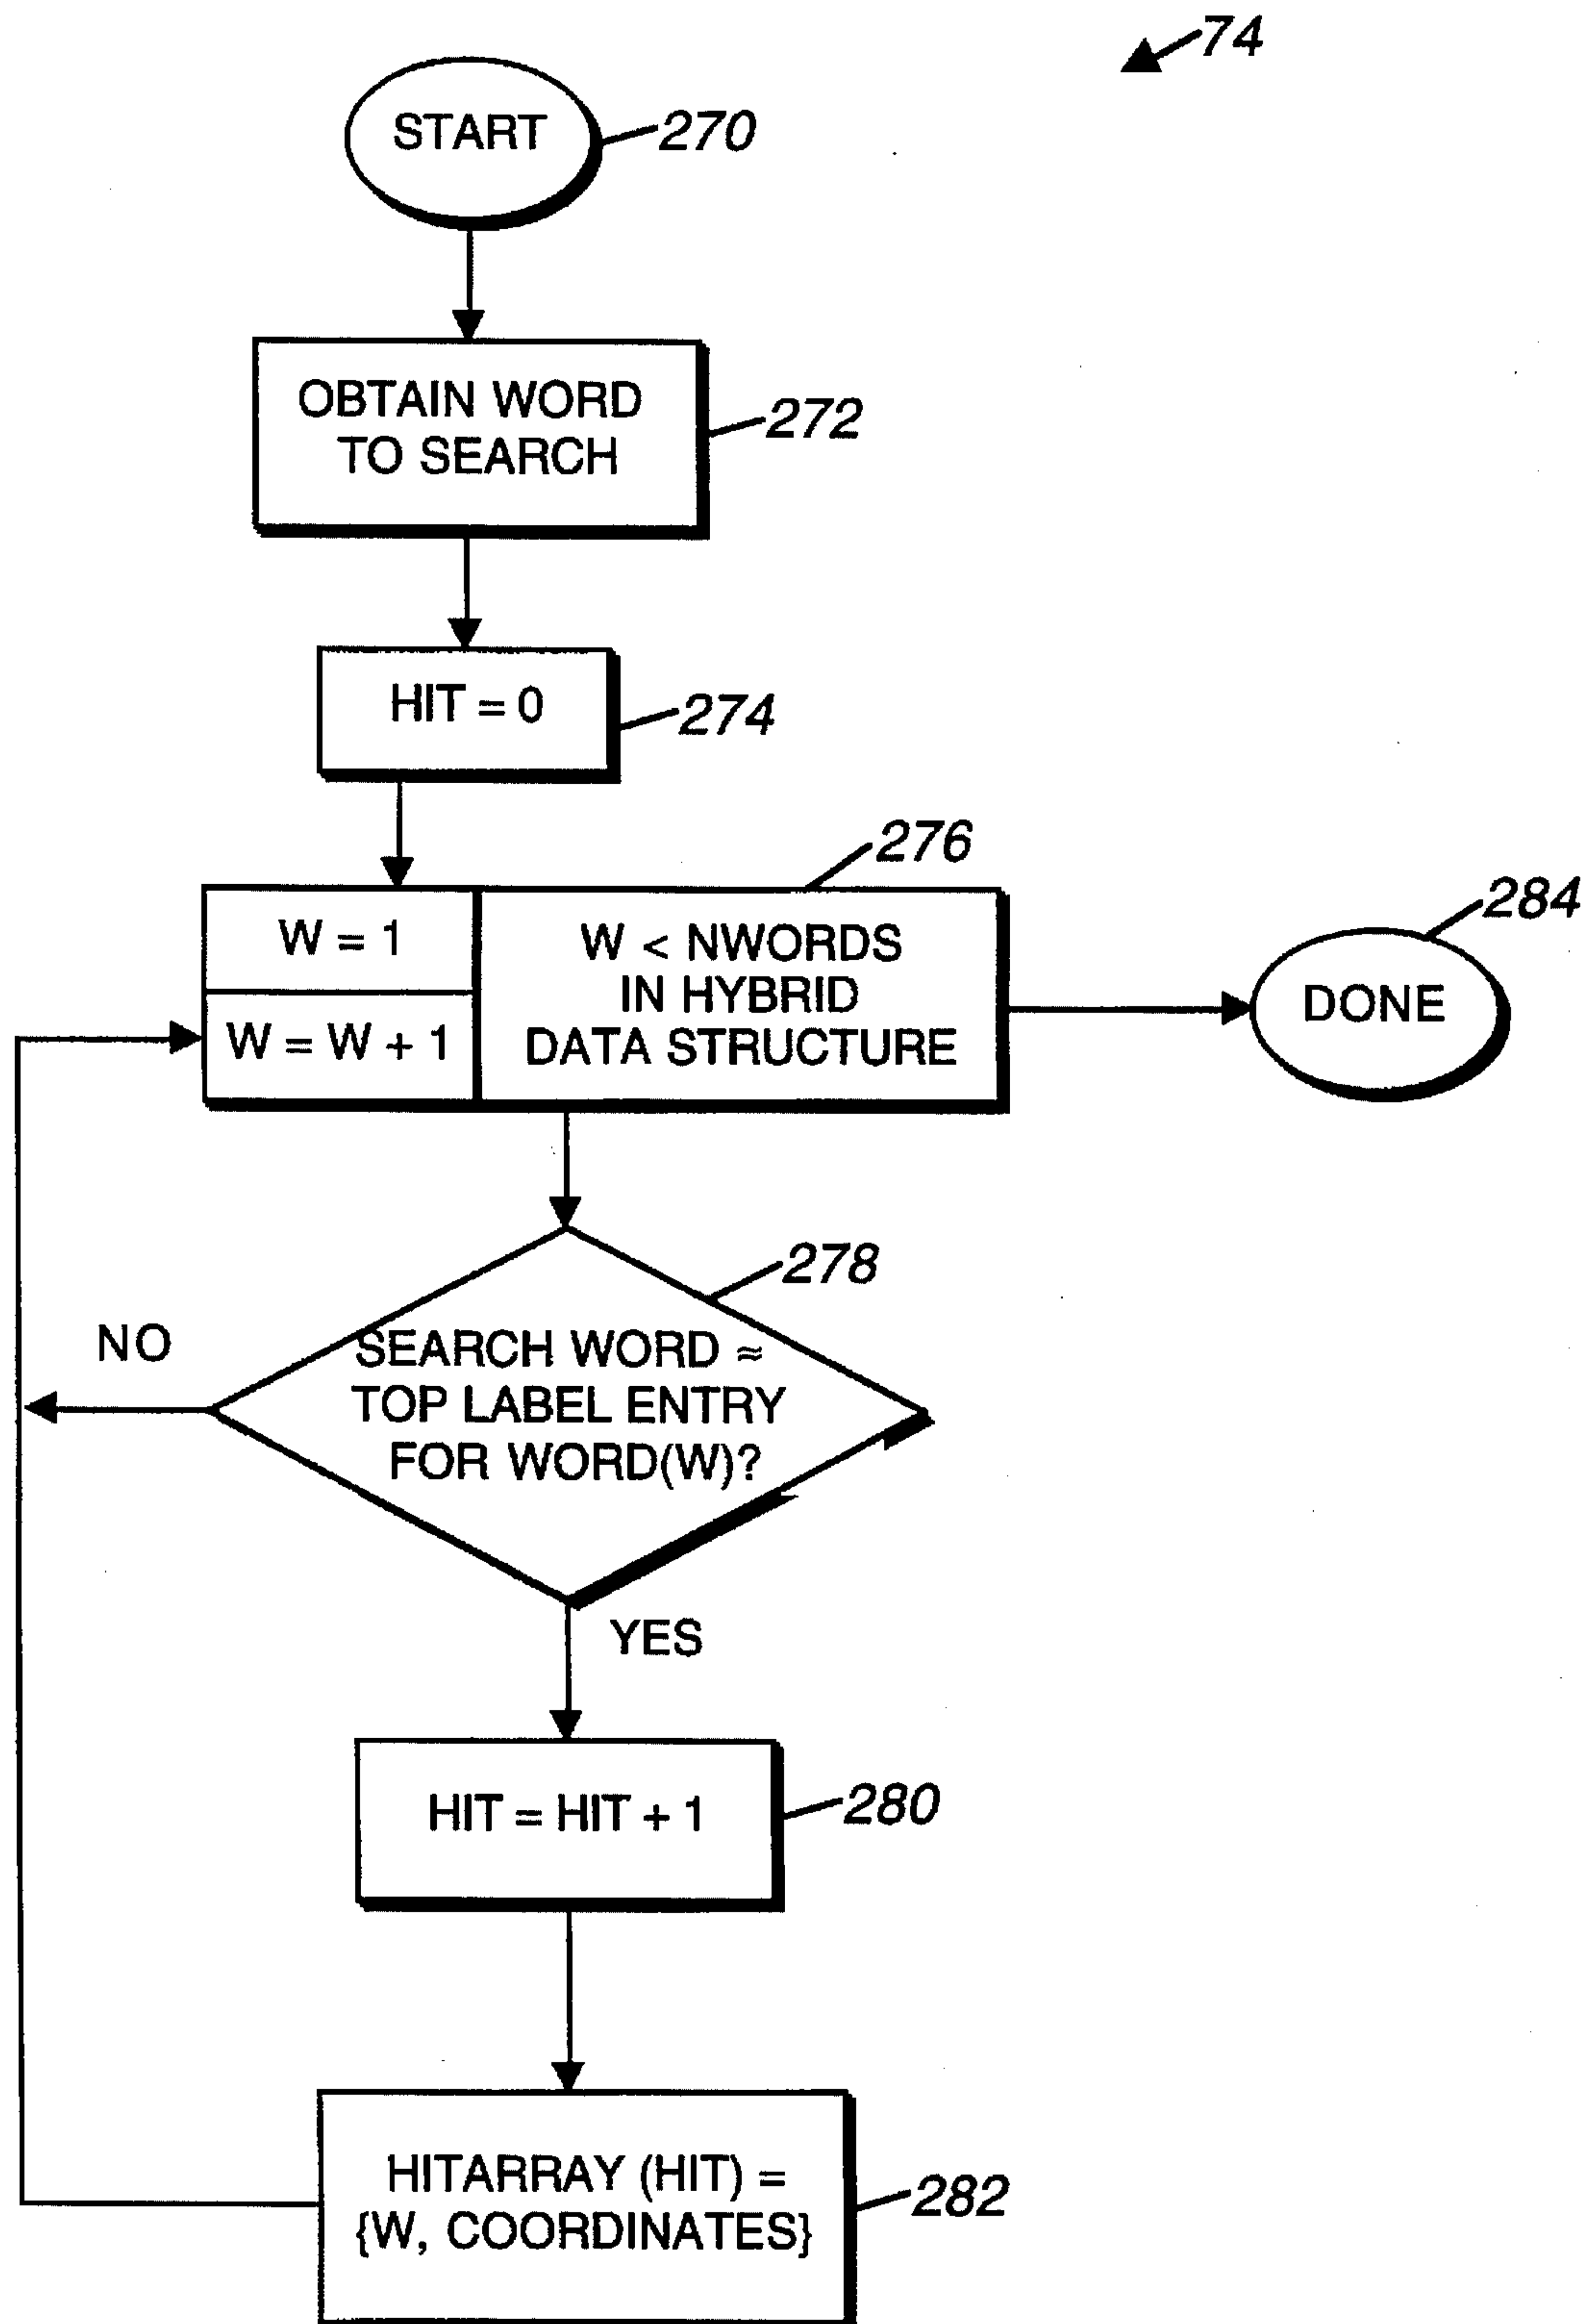 74
START
270
OBTAIN WORD
TO SEARCH
272
HIT = 0
274
276
W = 1
W = W + 1
W < NWORDS
IN HYBRID
DATA STRUCTURE
284
DONE
278
NO
SEARCH WORD ≈
TOP LABEL ENTRY
FOR WORD(W)?
YES
HIT = HIT + 1
280
HITARRAY (HIT) =
{W, COORDINATES}
282